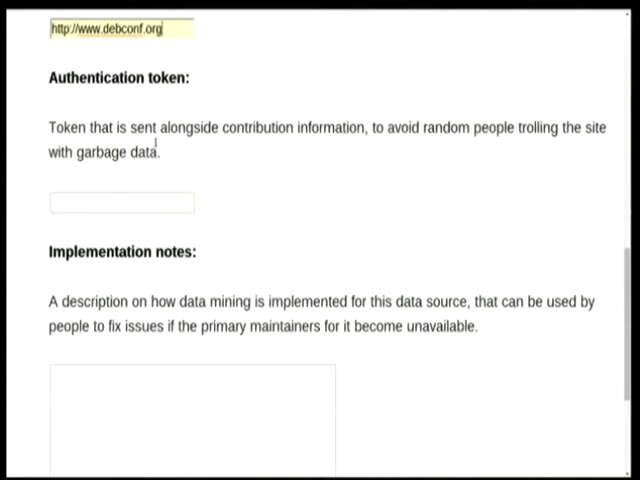 http://www.debconf.org
Authentication token:
Token that is sent alongside contribution information, to avoid random people trolling the site
with garbage data.
Implementation notes:
A description on how data mining is implemented for this data source, that can be used by
people to fix issues if the primary maintainers for it become unavailable.